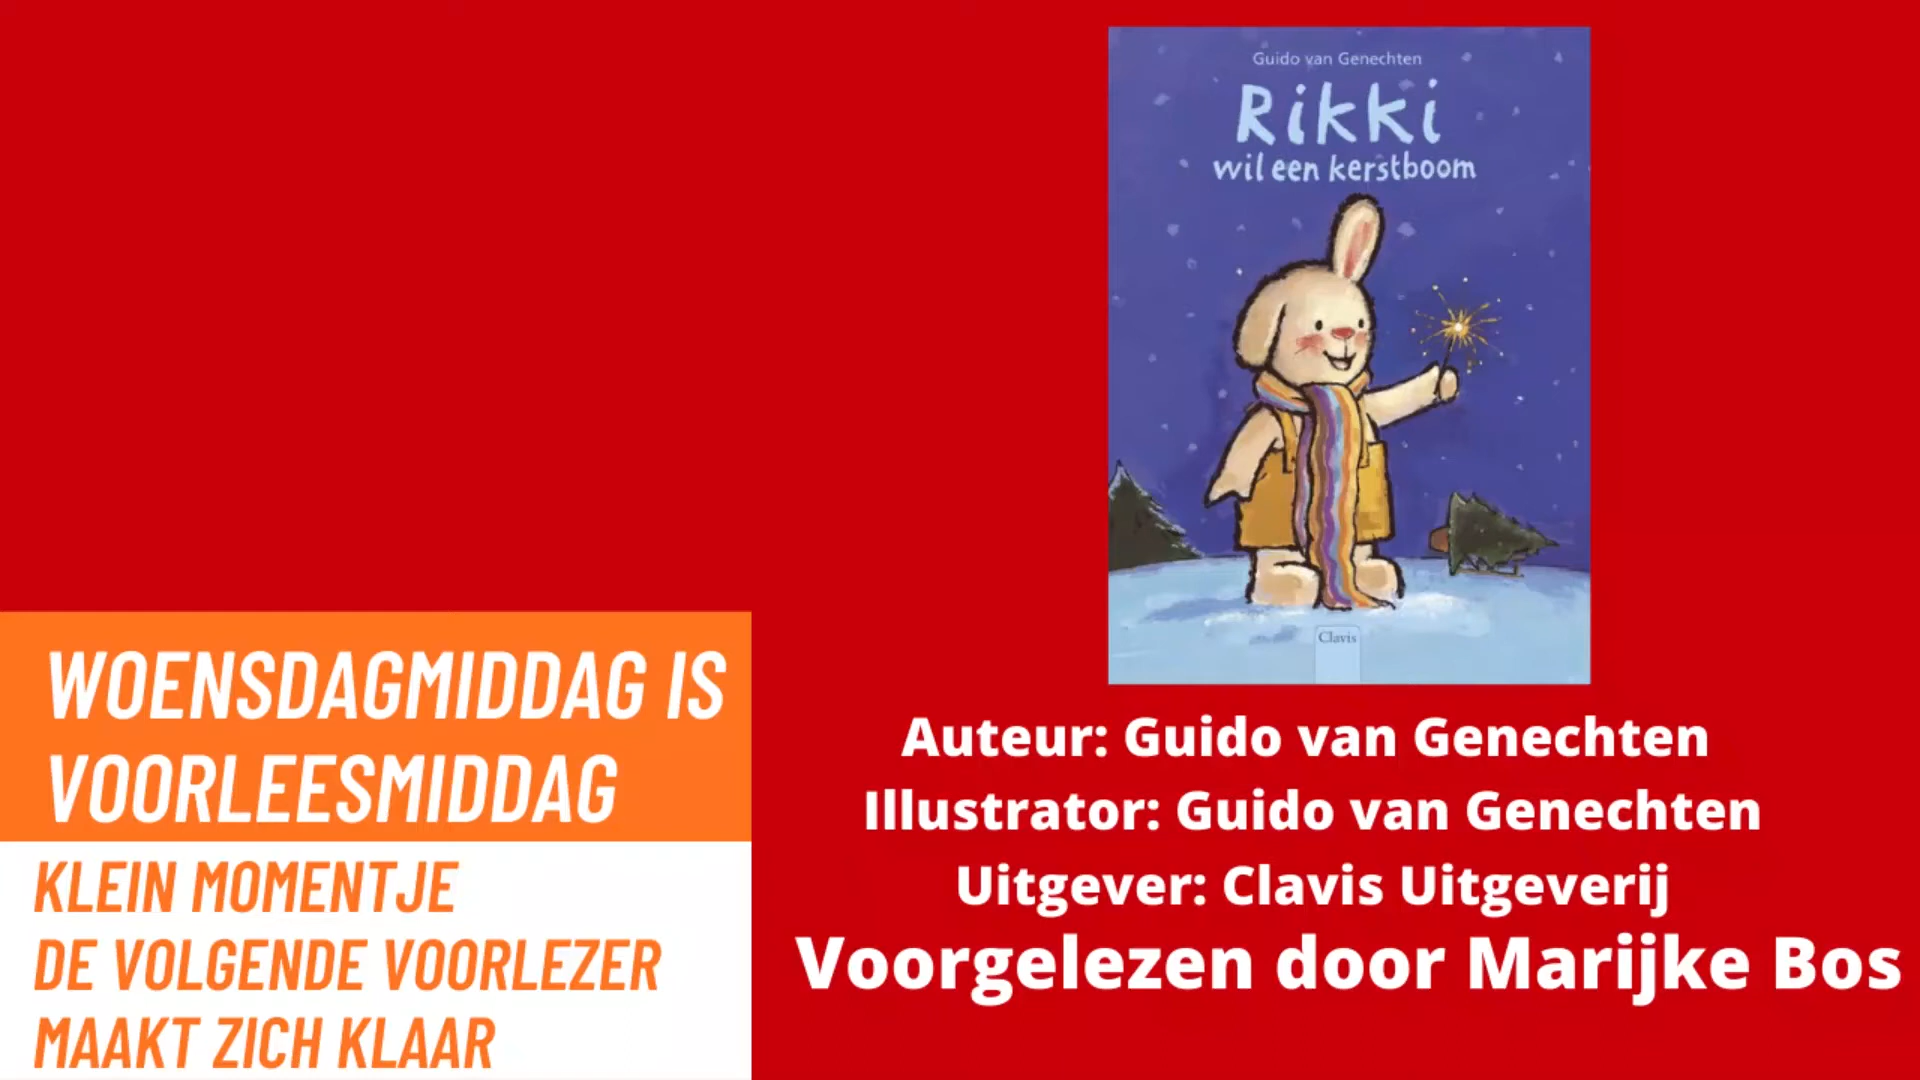 Guido van Genechten
Rikki
wil een kerstboom
Clavis
Auteur: Guido van Genechten
Illustrator: Guido van Genechten
Uitgever: Clavis Uitgeverij
Voorgelezen door Marijke Bos
WOENSDAGMIDDAG IS
VOORLEESMIDDAG
KLEIN MOMENTJE
DE VOLGENDE VOORLEZER
MAAKT ZICH KLAAR